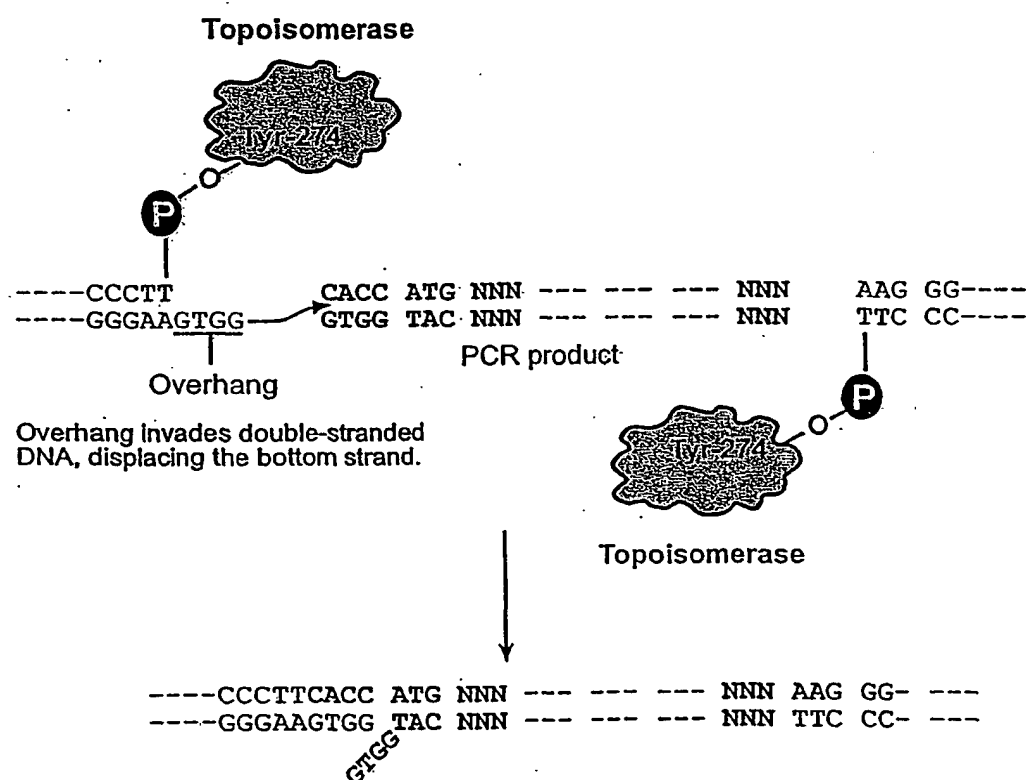 Topoisomerase
Tyr-274
P
O
----CCCTT
CACC ATG NNN --- --- --- NNN
AAG GG----
----GGGAAGTGG
GTGG TAC NNN --- --- --- NNN
TTC CC----
PCR product
Overhang
P
O
Overhang invades double-stranded
DNA, displacing the bottom strand.
Tyr-274
Topoisomerase
----CCCTTCACC ATG NNN --- --- --- NNN AAG GG- ---
----GGGAAGTGG TAC NNN --- --- --- NNN TTC CC- ---
GTGG